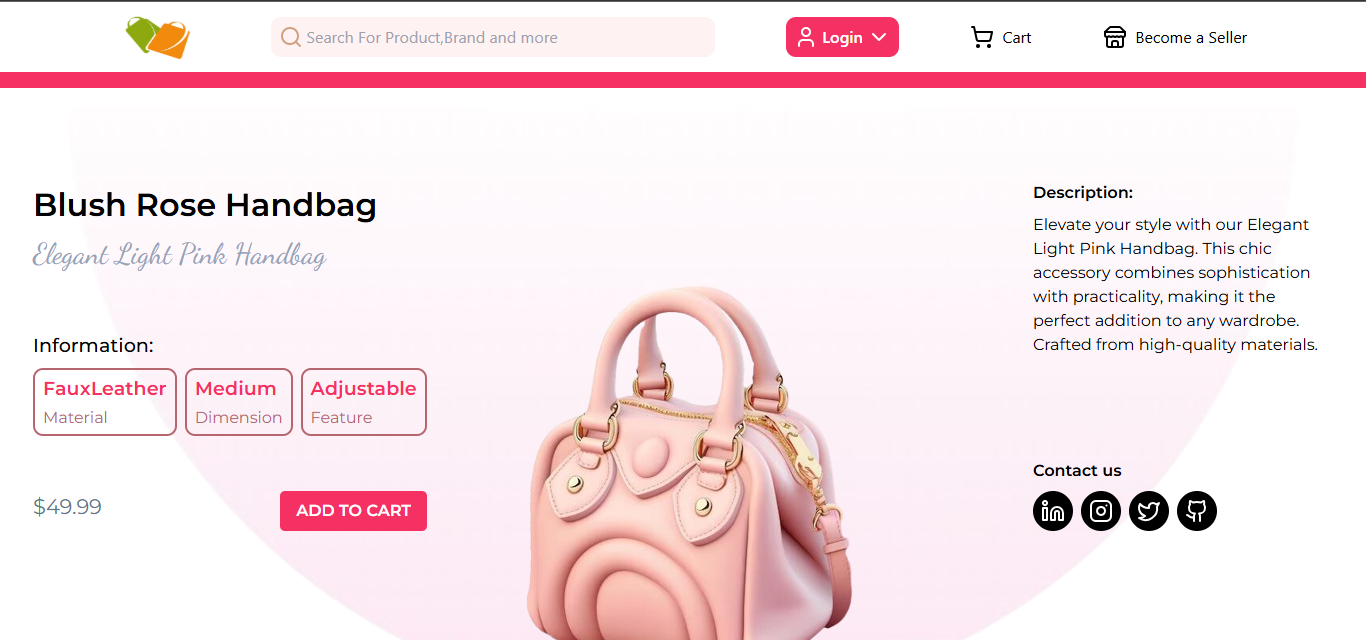 Search For Product,Brand and more
Login
Cart
Become a Seller
Blush Rose Handbag
Elegant Light Pink Handbag
Information:
FauxLeather
Material
Medium
Dimension
Adjustable
Feature
$49.99
ADD TO CART
Description:
Elevate your style with our Elegant
Light Pink Handbag. This chic
accessory combines sophistication
with practicality, making it the
perfect addition to any wardrobe.
Crafted from high-quality materials.
Contact us